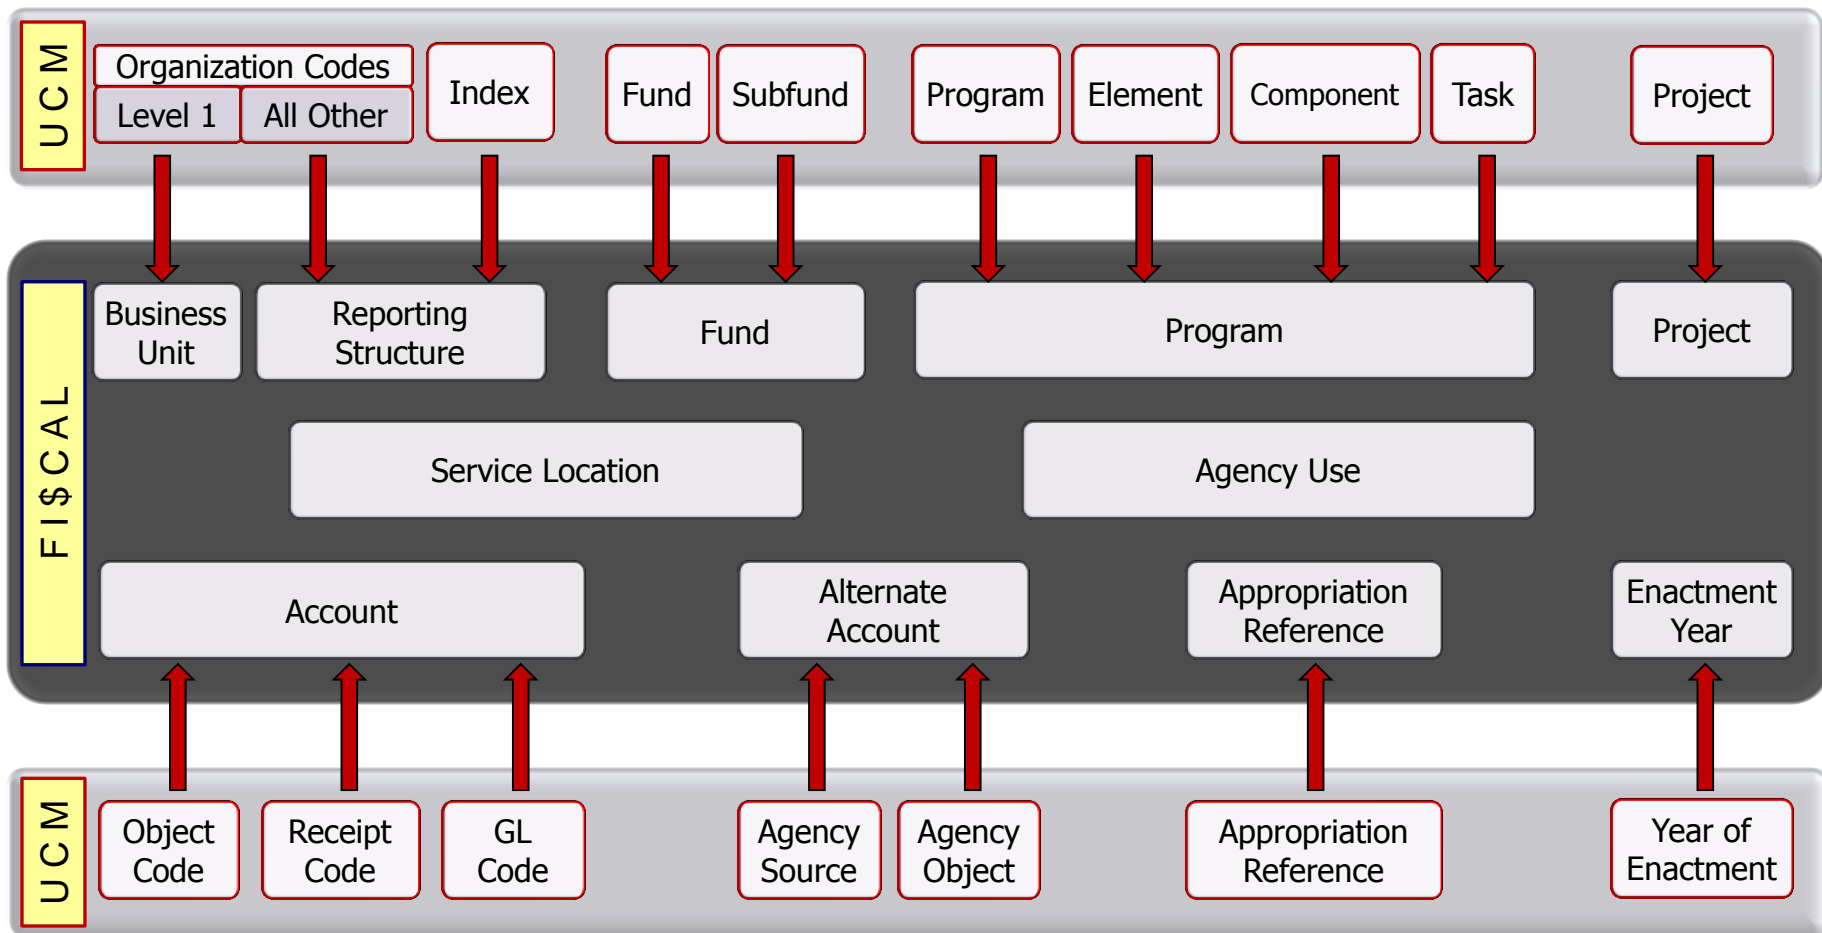 UCM
Organization Codes
Level 1
All Other
Index
Fund
Subfund
Program
Element
Component
Task
Project
FI$CAL
Business
Unit
Reporting
Structure
Fund
Program
Project
Service Location
Agency Use
Account
Alternate
Account
Appropriation
Reference
Enactment
Year
UCM
Object
Code
Receipt
Code
GL
Code
Agency
Source
Agency
Object
Appropriation
Reference
Year of
Enactment